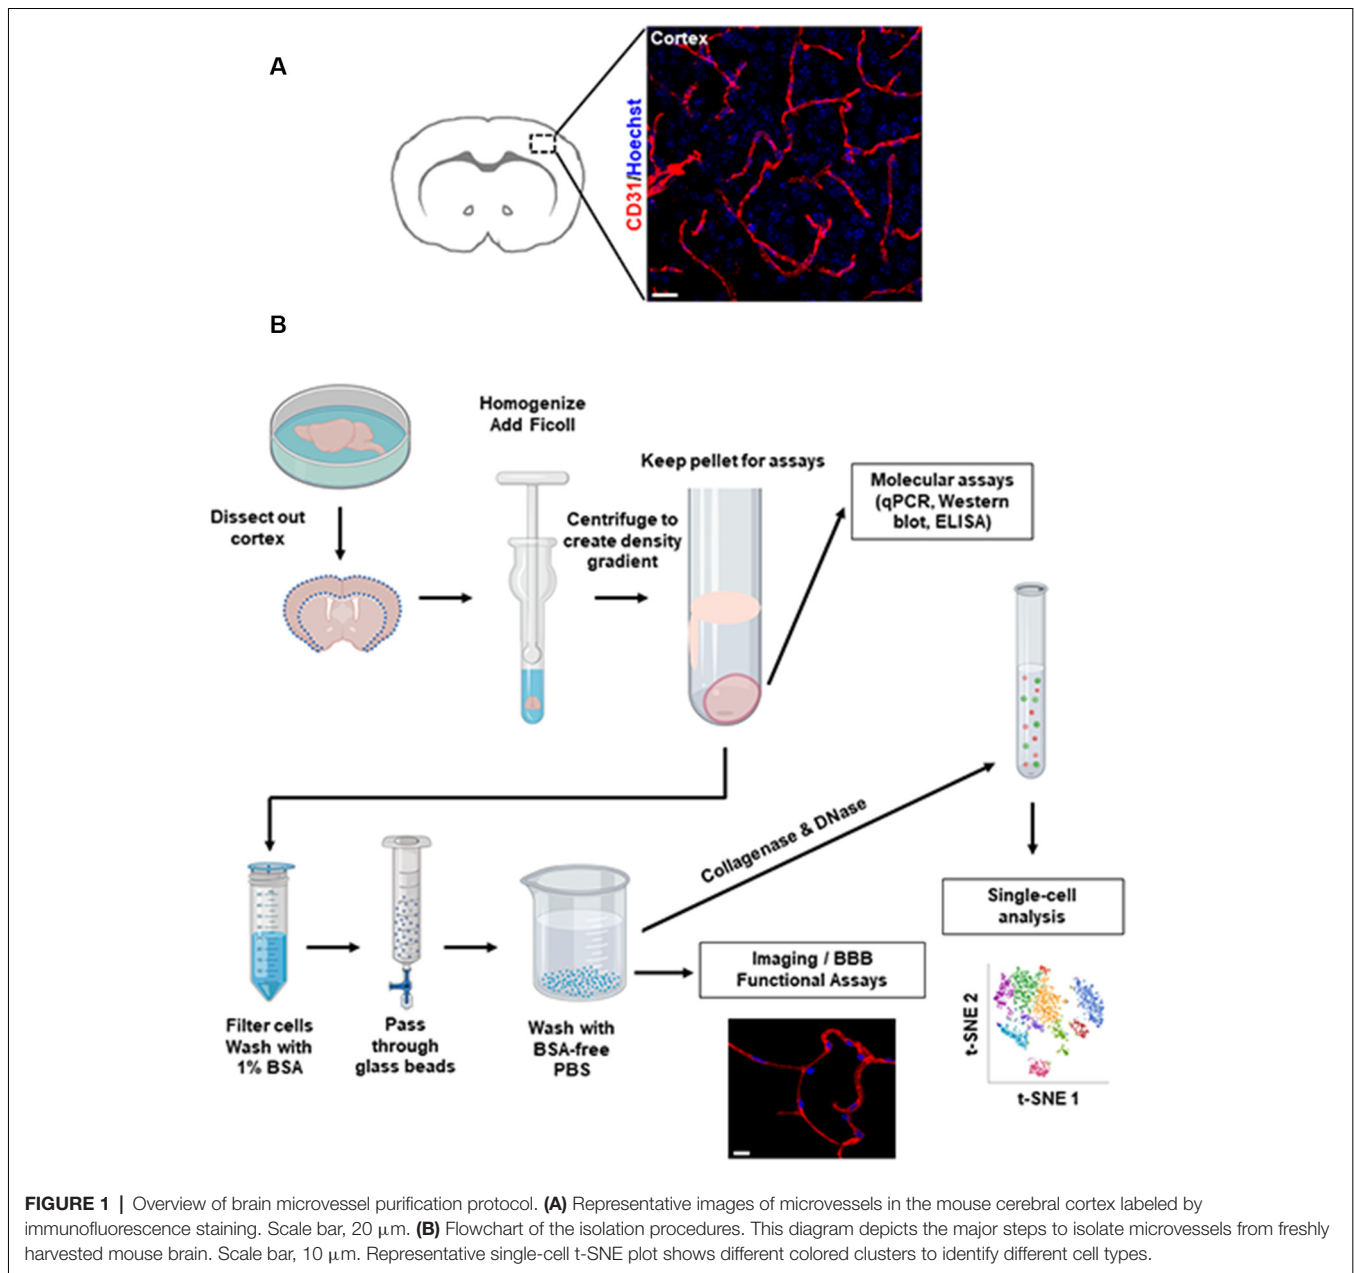 A
Cortex
CD31/Hoechst
B
Homogenize
Add Ficoll
Keep pellet for assays
Molecular assays
(qPCR, Western
blot, ELISA)
Dissect out
cortex
Centrifuge to
create density
gradient
Collagenase & DNase
Single-cell
analysis
Imaging / BBB
Functional Assays
Filter cells
Wash with
1% BSA
Pass
through
glass beads
Wash with
BSA-free
PBS
t-SNE 2
t-SNE 1
FIGURE 1 | Overview of brain microvessel purification protocol. (A) Representative images of microvessels in the mouse cerebral cortex labeled by
immunofluorescence staining. Scale bar, 20 μm. (B) Flowchart of the isolation procedures. This diagram depicts the major steps to isolate microvessels from freshly
harvested mouse brain. Scale bar, 10 μm. Representative single-cell t-SNE plot shows different colored clusters to identify different cell types.